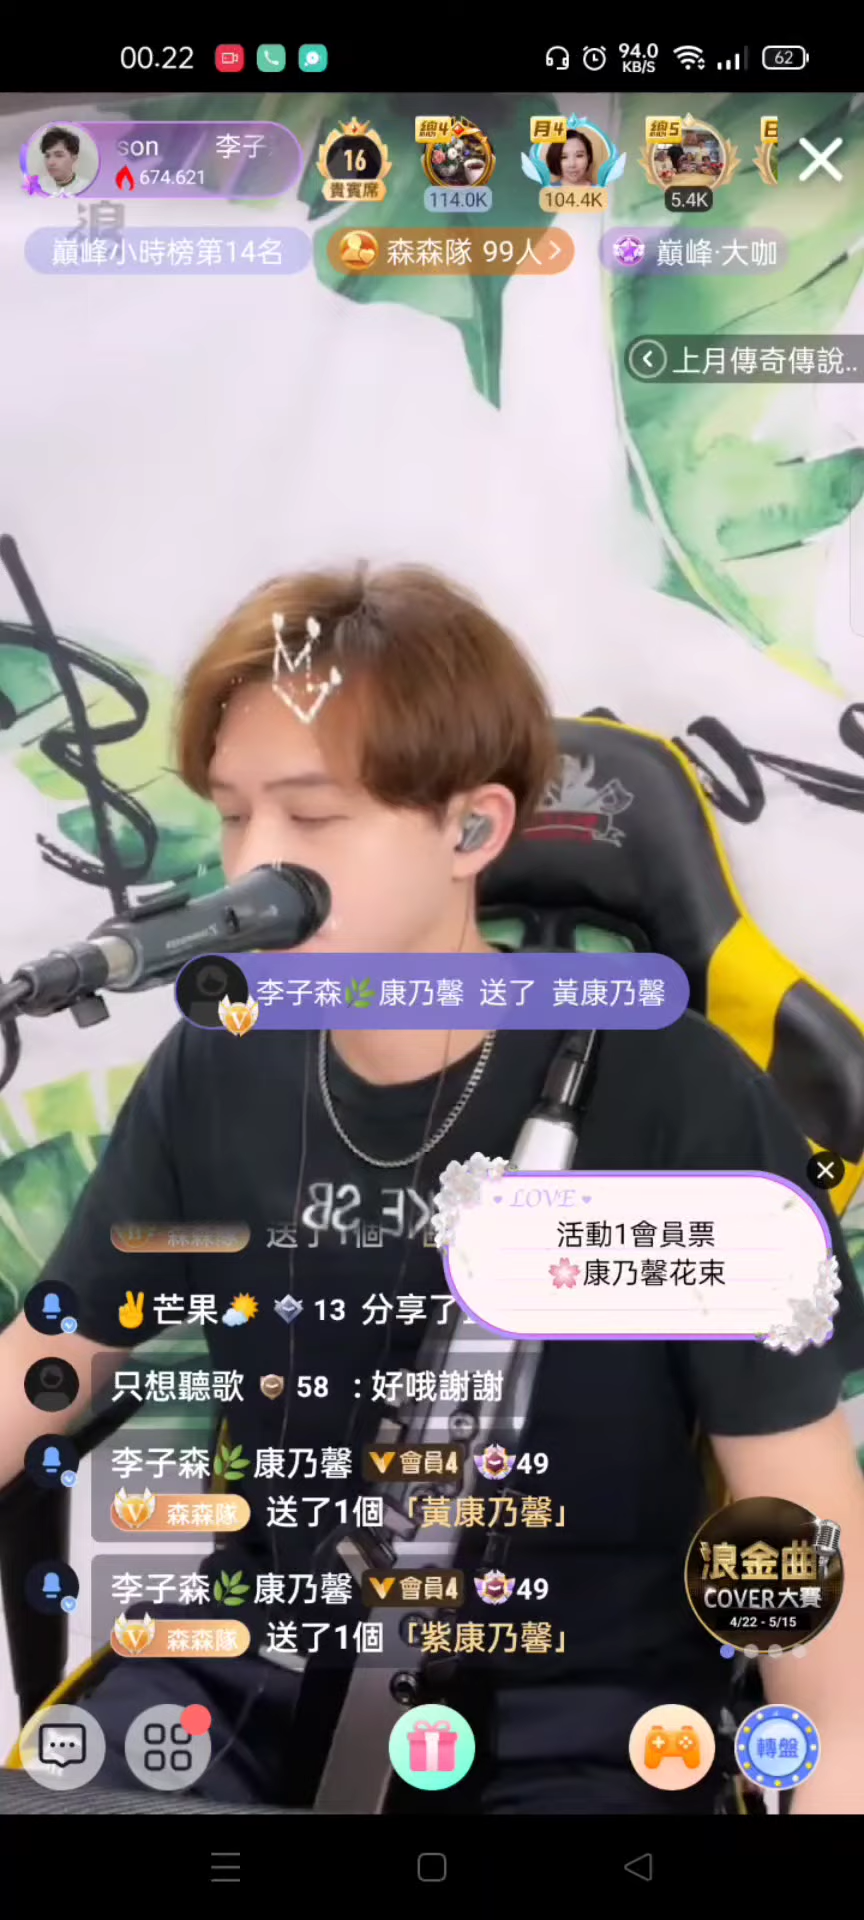 00.22
94.0
KB/S
62
son 李子
674.621
16
貴賓席
總4
114.0K
月4
104.4K
總5
5.4K
巔峰小時榜第14名
森森隊 99人
巔峰·大咖
上月傳奇傳說..
李子森🌿康乃馨 送了 黃康乃馨
LOVE
活動1會員票
🌸康乃馨花束
森森隊 送了1個
✌芒果🌤 13 分享了
只想聽歌 58 : 好哦謝謝
李子森🌿康乃馨 會員4 49
森森隊 送了1個「黃康乃馨」
李子森🌿康乃馨 會員4 49
森森隊 送了1個「紫康乃馨」
浪金曲
COVER大賽
4/22 - 5/15
轉盤